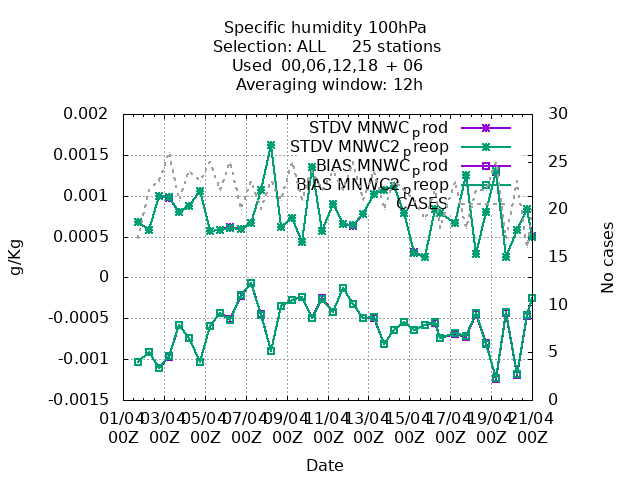 Specific humidity 100hPa
Selection: ALL 25 stations
Used 00,06,12,18 + 06
Averaging window: 12h
0.002
0.0015
0.001
0.0005
0
-0.0005
-0.001
-0.0015
g/Kg
30
25
20
15
10
5
0
No cases
STDV MNWC_prod
STDV MNWC2_preop
BIAS MNWC_prod
BIAS MNWC2_preop
CASES
01/04 03/04 05/04 07/04 09/04 11/04 13/04 15/04 17/04 19/04 21/04
00Z 00Z 00Z 00Z 00Z 00Z 00Z 00Z 00Z 00Z 00Z
Date